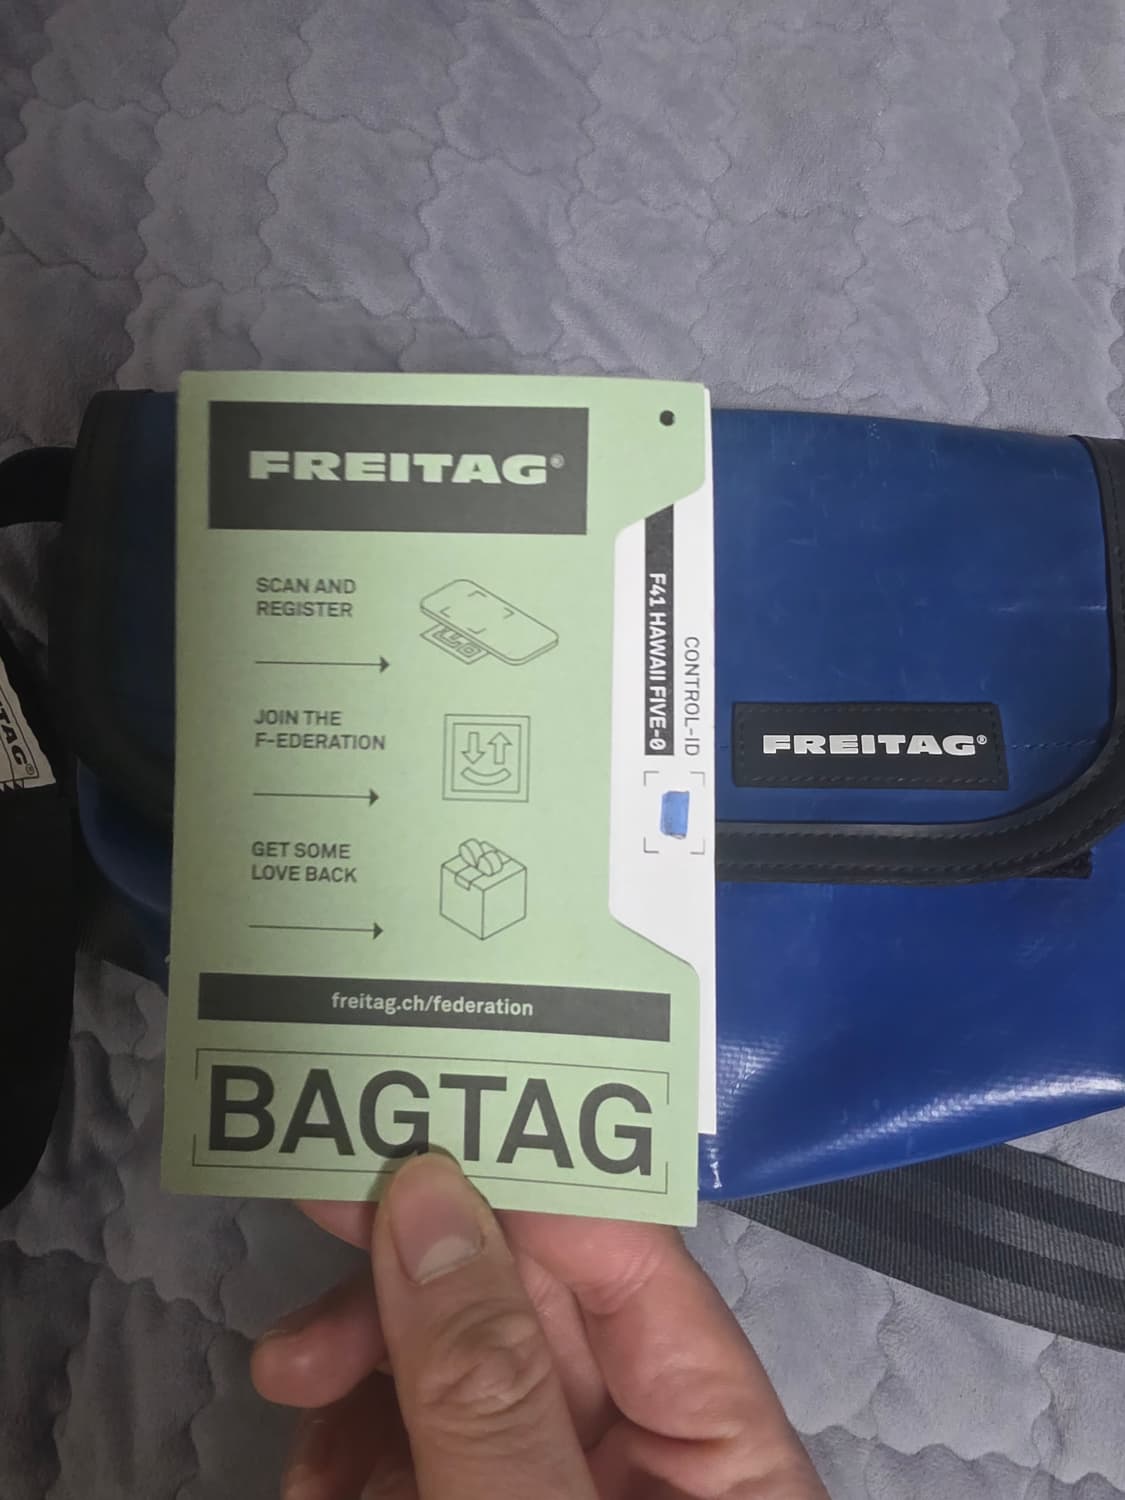 FREITAG®
SCAN AND
REGISTER
JOIN THE
F-EDERATION
GET SOME
LOVE BACK
freitag.ch/federation
BAGTAG
F41 HAWAII FIVE-0
CONTROL-ID
FREITAG®
TAG®